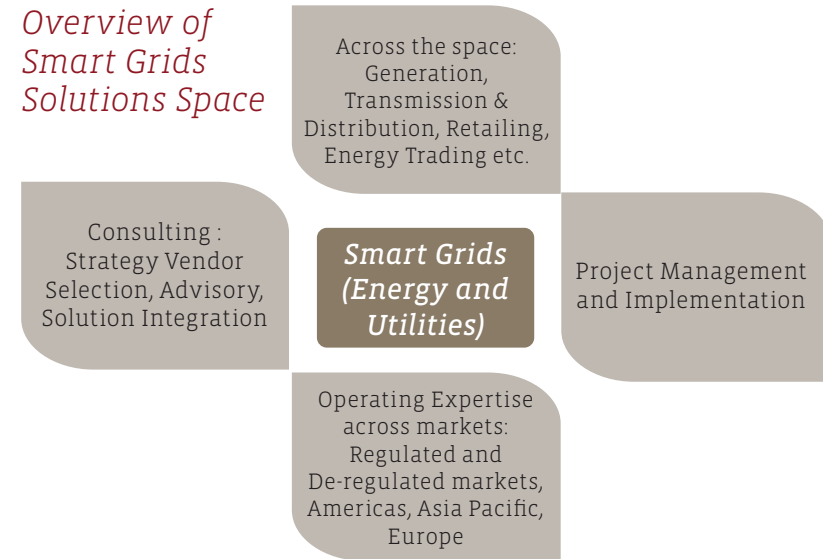 Overview of
Smart Grids
Solutions Space
Across the space:
Generation,
Transmission &
Distribution, Retailing,
Energy Trading etc.
Consulting :
Strategy Vendor
Selection, Advisory,
Solution Integration
Smart Grids
(Energy and
Utilities)
Project Management
and Implementation
Operating Expertise
across markets:
Regulated and
De-regulated markets,
Americas, Asia Pacific,
Europe